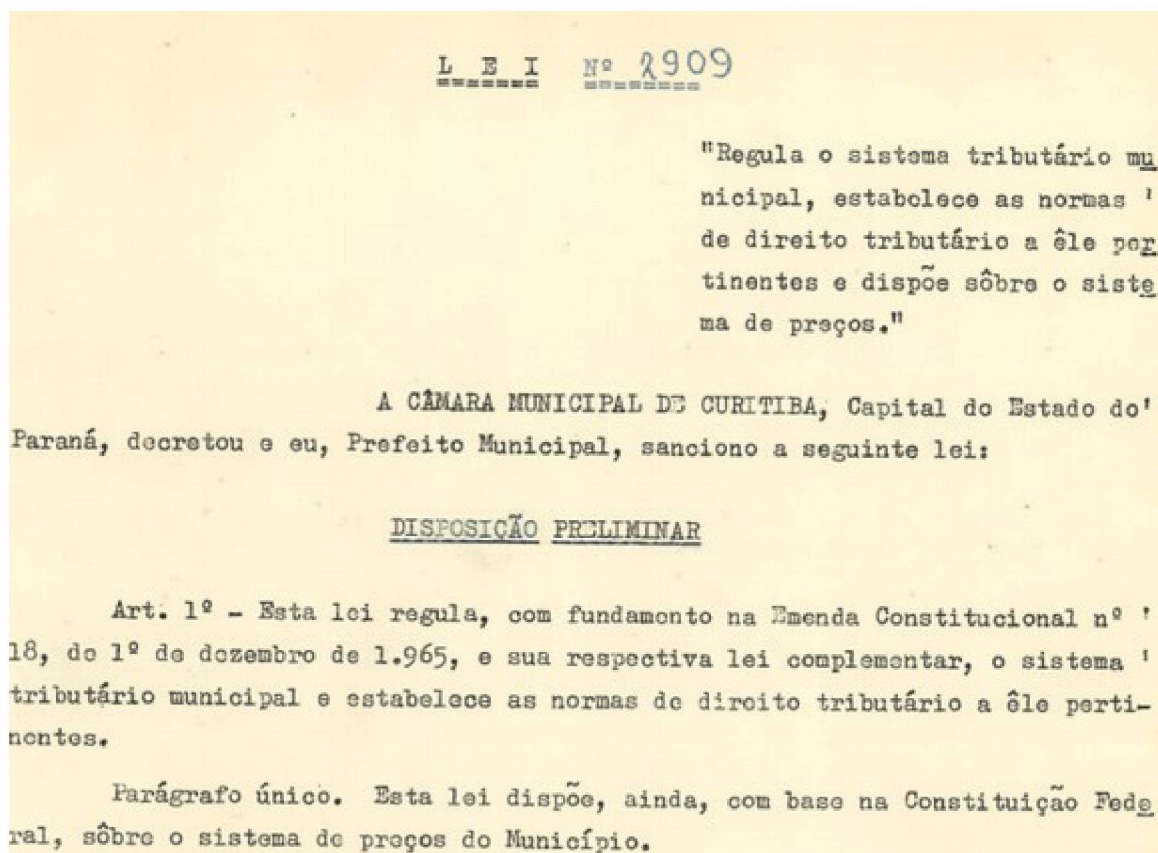 L E I Nº 2909
"Regula o sistema tributário mu
nicipal, estabelece as normas '
de direito tributário a êle per
tinentes e dispõe sôbre o siste
ma de preços."
A CÂMARA MUNICIPAL DE CURITIBA, Capital do Estado do'
Paraná, decretou e eu, Prefeito Municipal, sanciono a seguinte lei:
DISPOSIÇÃO PRELIMINAR
Art. 1º - Esta lei regula, com fundamento na Emenda Constitucional nº '
18, de 1º de dezembro de 1.965, e sua respectiva lei complementar, o sistema '
tributário municipal e estabelece as normas de direito tributário a êle perti-
nentes.
Parágrafo único. Esta lei dispõe, ainda, com base na Constituição Fede
ral, sôbre o sistema de preços do Município.